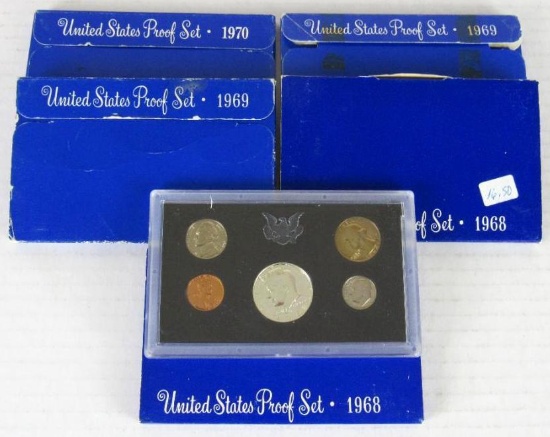 United States Proof Set · 1970
United States Proof Set · 1969
United States Proof Set · 1969
16.50
Proof Set · 1968
United States Proof Set · 1968